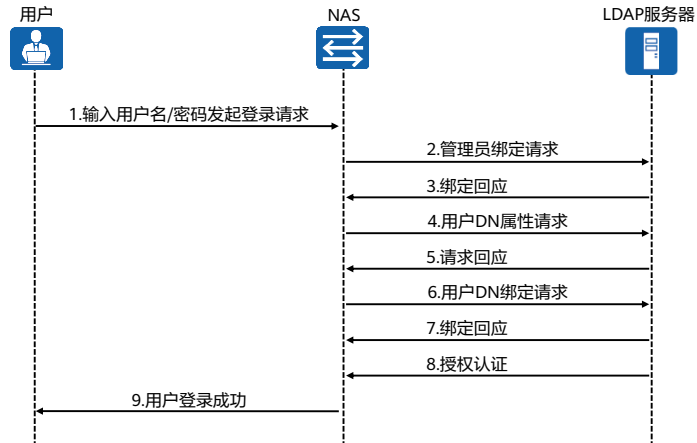 用户
NAS
LDAP服务器
1.输入用户名/密码发起登录请求
2.管理员绑定请求
3.绑定回应
4.用户DN属性请求
5.请求回应
6.用户DN绑定请求
7.绑定回应
8.授权认证
9.用户登录成功